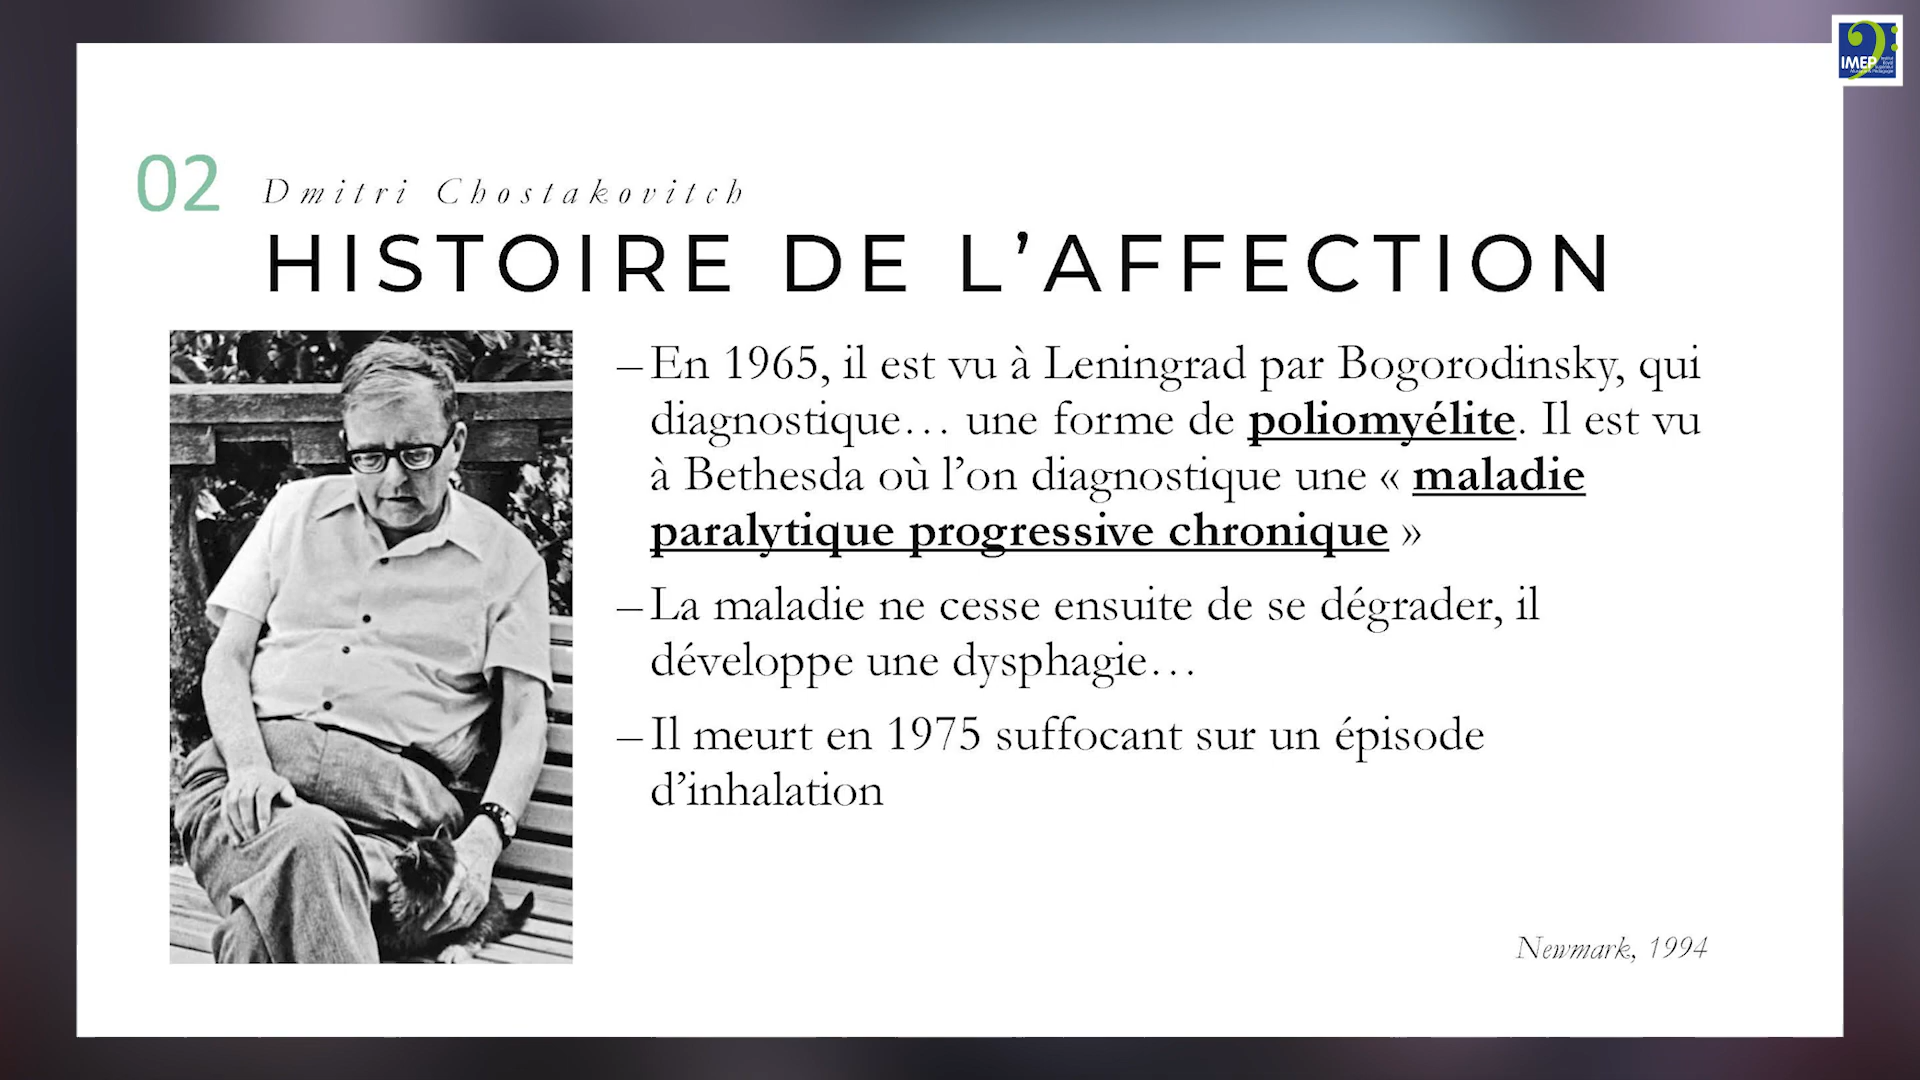 IMEP
02
Dmitri Chostakovitch
HISTOIRE DE L’AFFECTION
– En 1965, il est vu à Leningrad par Bogorodinsky, qui
diagnostique… une forme de poliomyélite. Il est vu
à Bethesda où l’on diagnostique une « maladie
paralytique progressive chronique »
– La maladie ne cesse ensuite de se dégrader, il
développe une dysphagie…
– Il meurt en 1975 suffocant sur un épisode
d’inhalation
Newmark, 1994